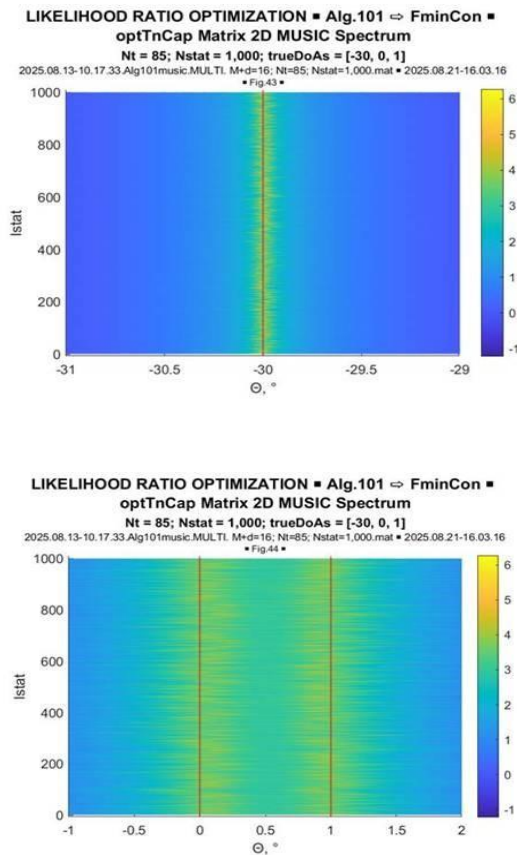 LIKELIHOOD RATIO OPTIMIZATION ▪ Alg.101 ⇨ FminCon ▪
optTnCap Matrix 2D MUSIC Spectrum
Nt = 85; Nstat = 1,000; trueDoAs = [-30, 0, 1]
2025.08.13-10.17.33.Alg101music.MULTI. M+d=16; Nt=85; Nstat=1,000.mat ▪ 2025.08.21-16.03.16
▪ Fig.43 ▪
1000
800
600
400
200
0
Istat
-31
-30.5
-30
-29.5
-29
Θ, °
6
5
4
3
2
1
0
-1
LIKELIHOOD RATIO OPTIMIZATION ▪ Alg.101 ⇨ FminCon ▪
optTnCap Matrix 2D MUSIC Spectrum
Nt = 85; Nstat = 1,000; trueDoAs = [-30, 0, 1]
2025.08.13-10.17.33.Alg101music.MULTI. M+d=16; Nt=85; Nstat=1,000.mat ▪ 2025.08.21-16.03.16
▪ Fig.44 ▪
1000
800
600
400
200
0
Istat
-1
-0.5
0
0.5
1
1.5
2
Θ, °
6
5
4
3
2
1
0
-1